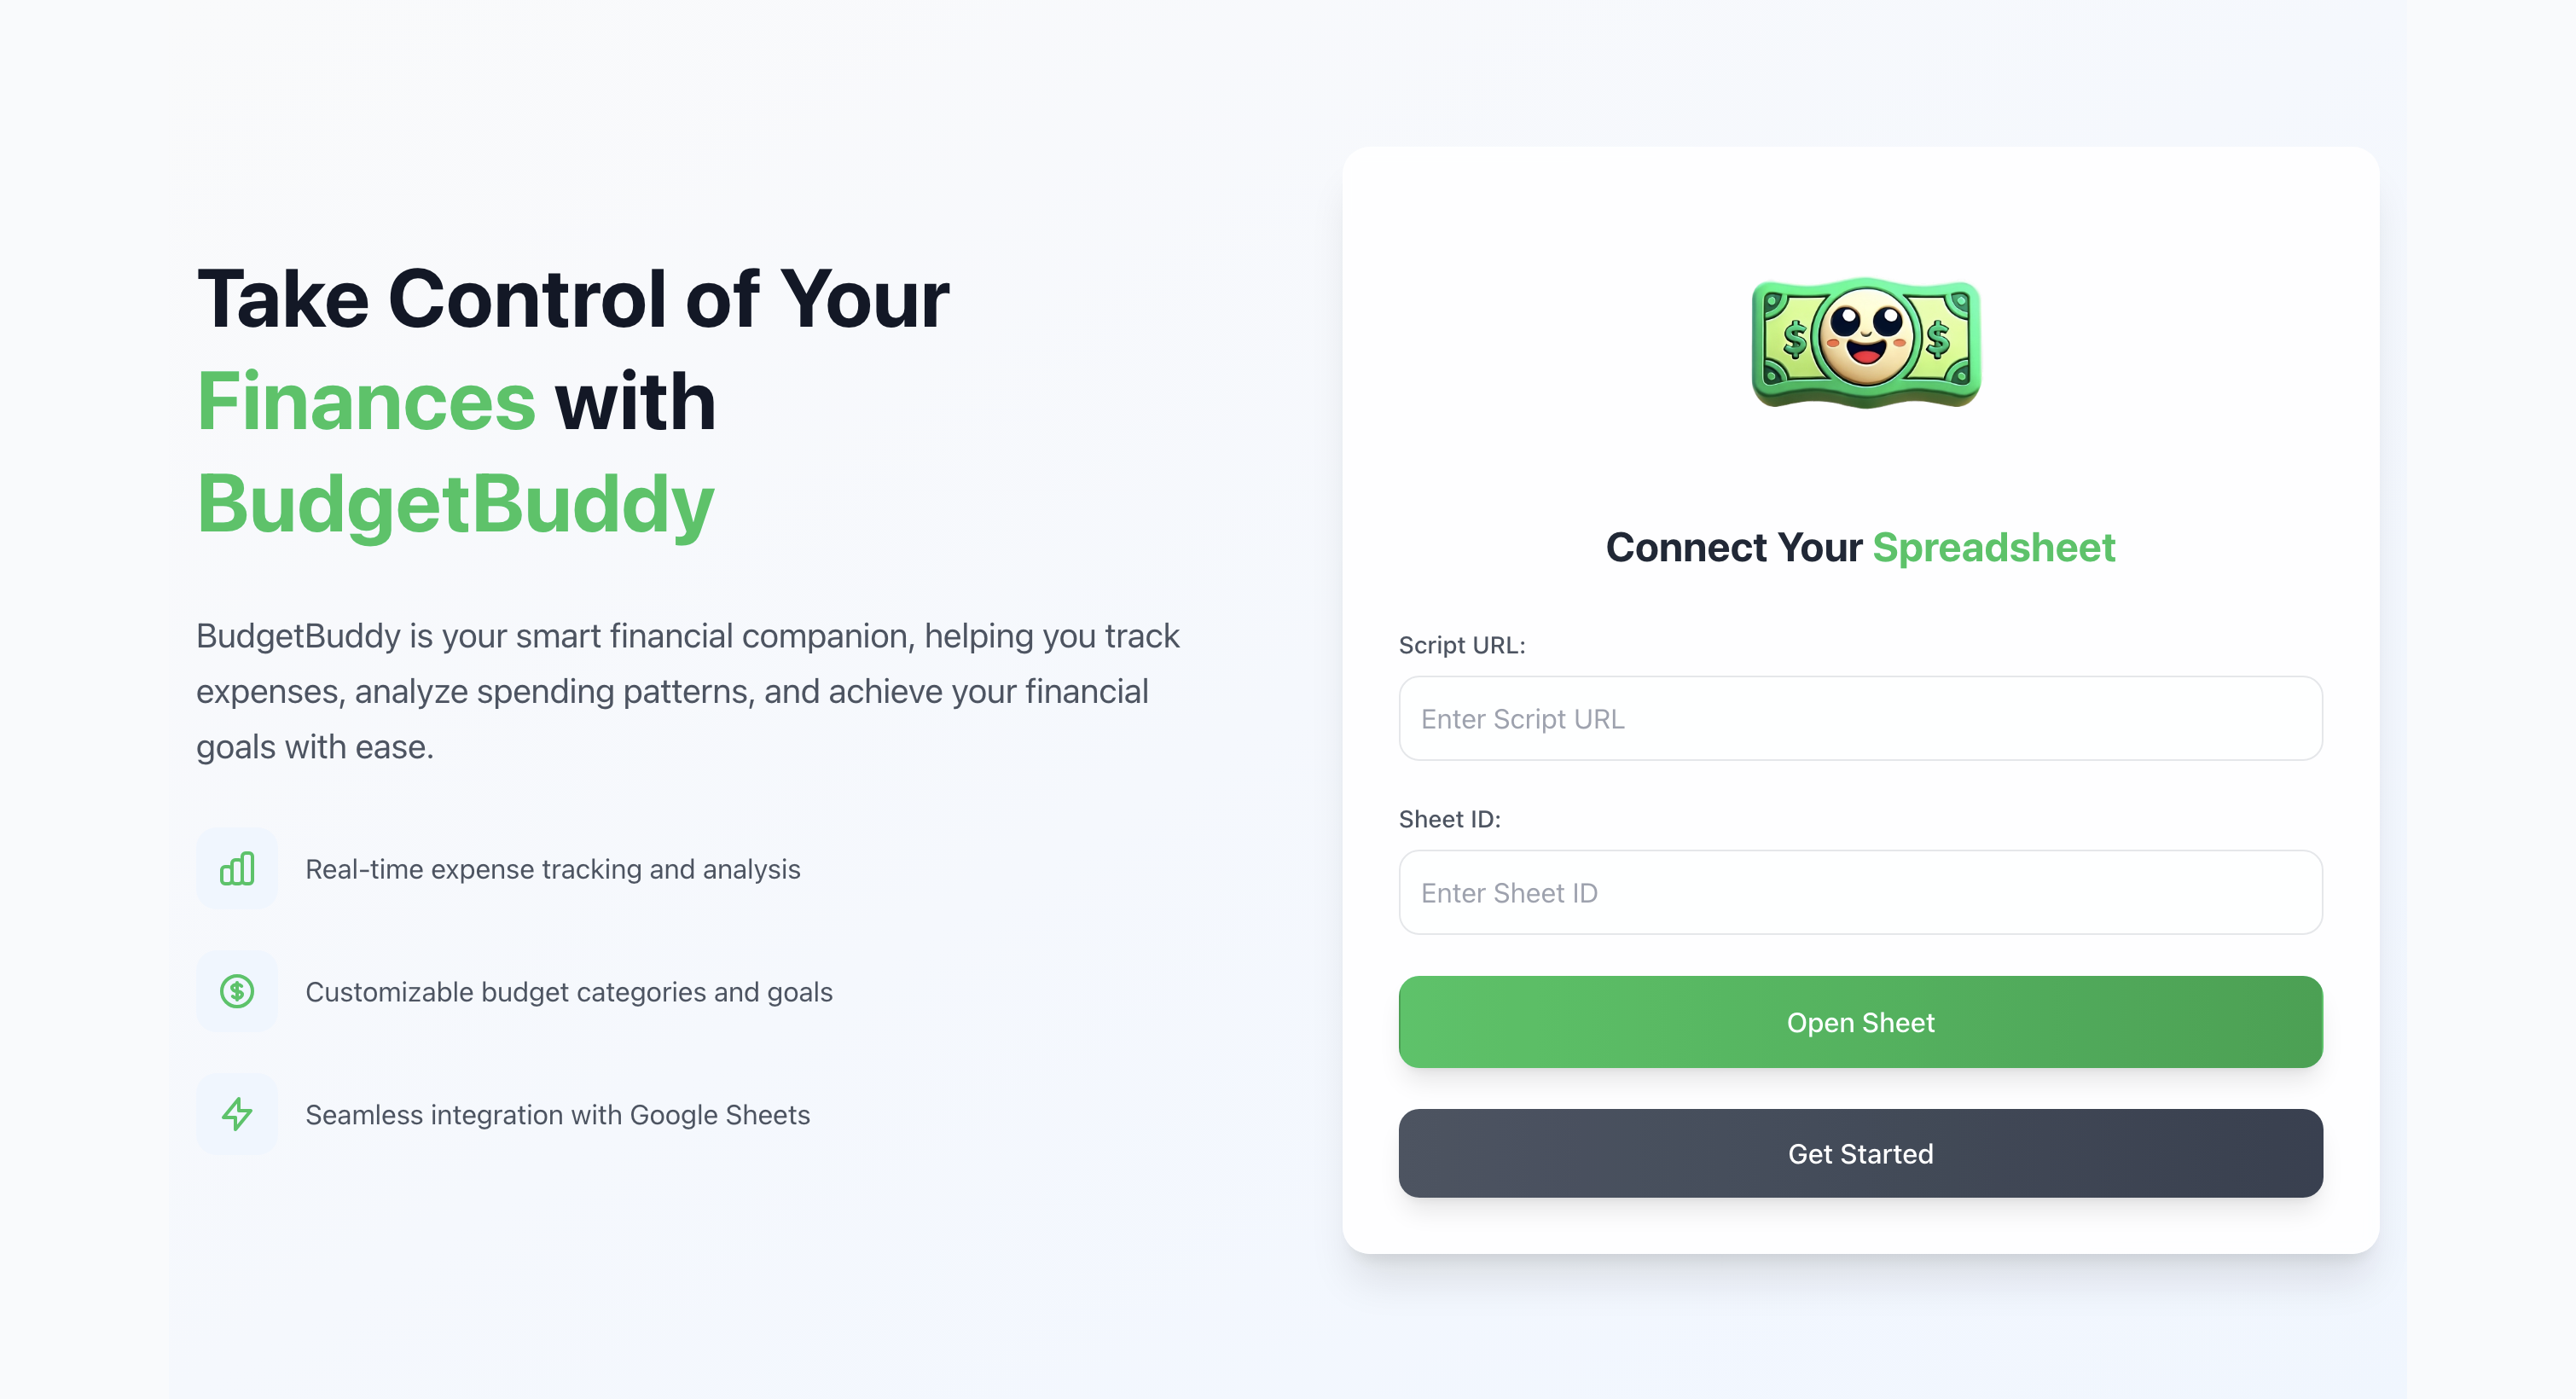 Take Control of Your
Finances with
BudgetBuddy
BudgetBuddy is your smart financial companion, helping you track
expenses, analyze spending patterns, and achieve your financial
goals with ease.
Real-time expense tracking and analysis
Customizable budget categories and goals
Seamless integration with Google Sheets
$ $
Connect Your Spreadsheet
Script URL:
Enter Script URL
Sheet ID:
Enter Sheet ID
Open Sheet
Get Started